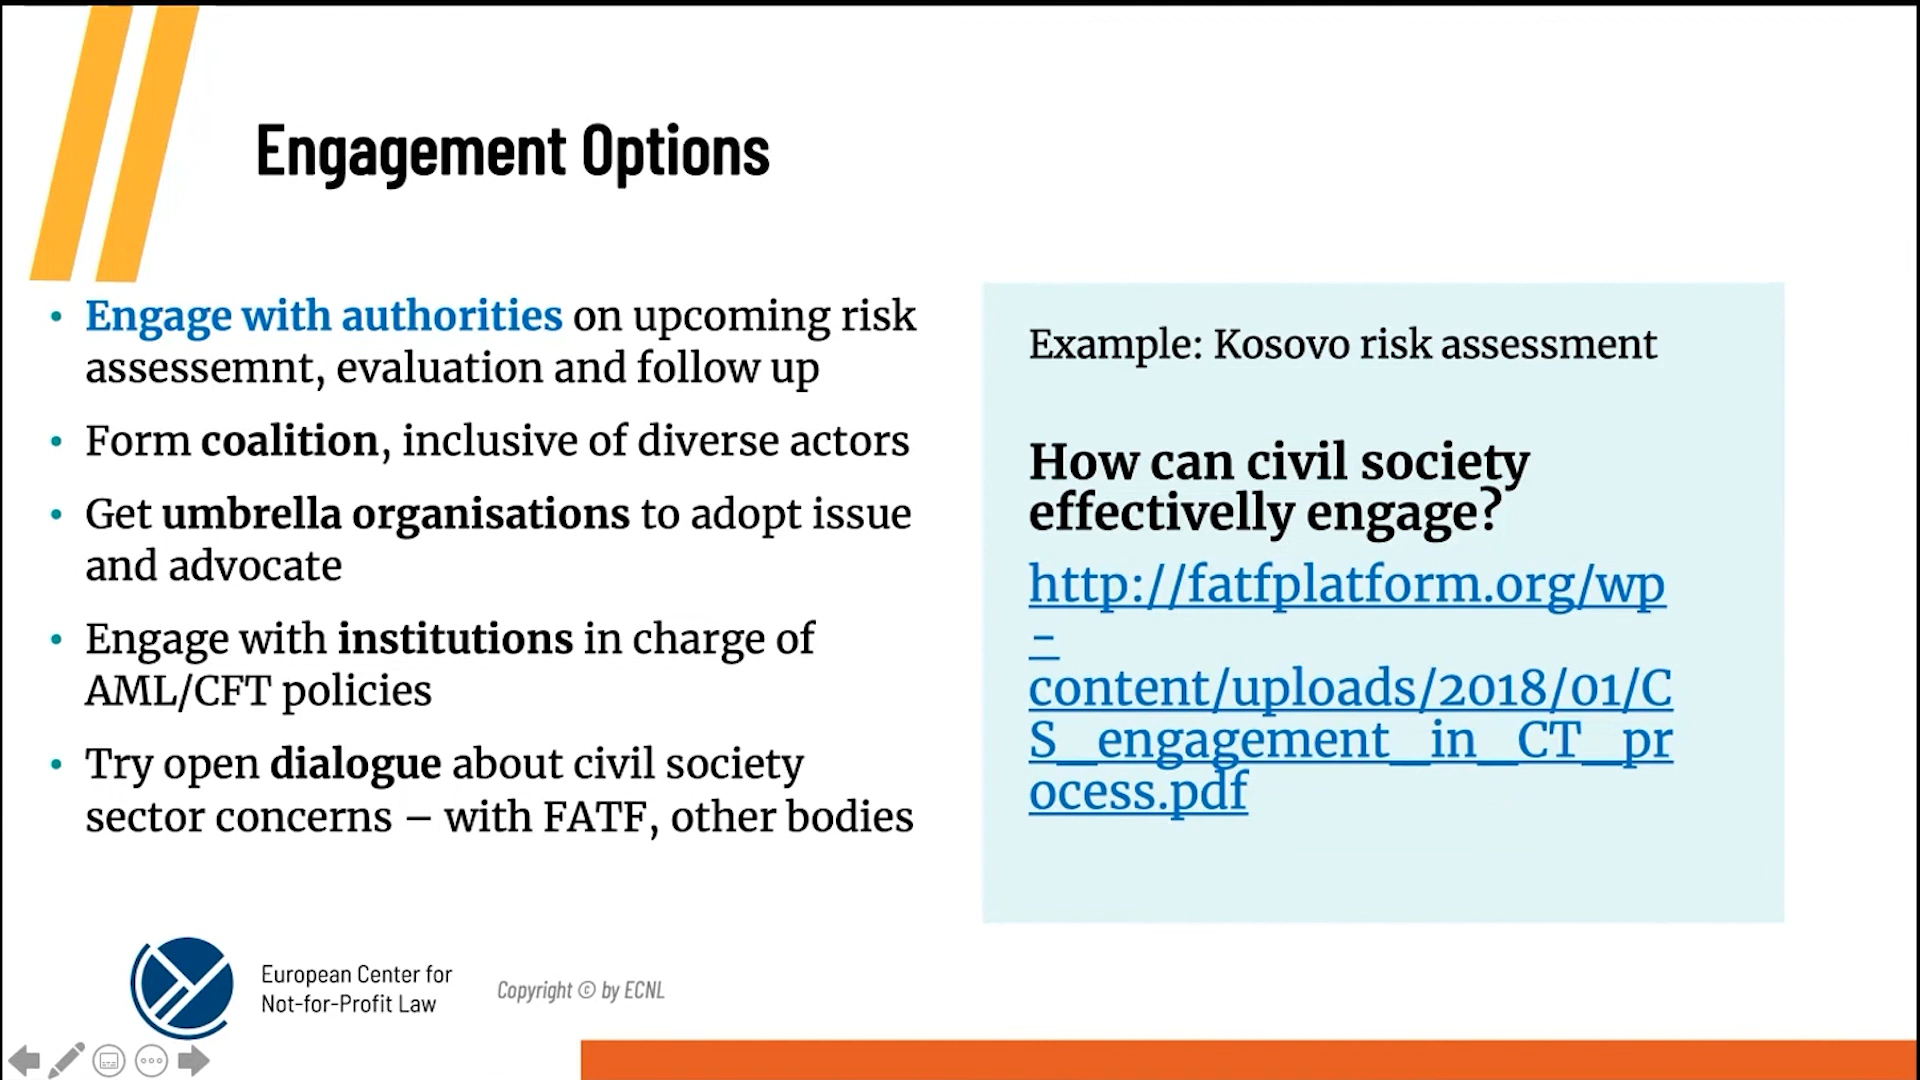 Engagement Options
• Engage with authorities on upcoming risk
assessemnt, evaluation and follow up
• Form coalition, inclusive of diverse actors
• Get umbrella organisations to adopt issue
and advocate
• Engage with institutions in charge of
AML/CFT policies
• Try open dialogue about civil society
sector concerns – with FATF, other bodies
Example: Kosovo risk assessment
How can civil society
effectivelly engage?
http://fatfplatform.org/wp
-
content/uploads/2018/01/C
S_engagement_in_CT_pr
ocess.pdf
European Center for
Not-for-Profit Law
Copyright © by ECNL